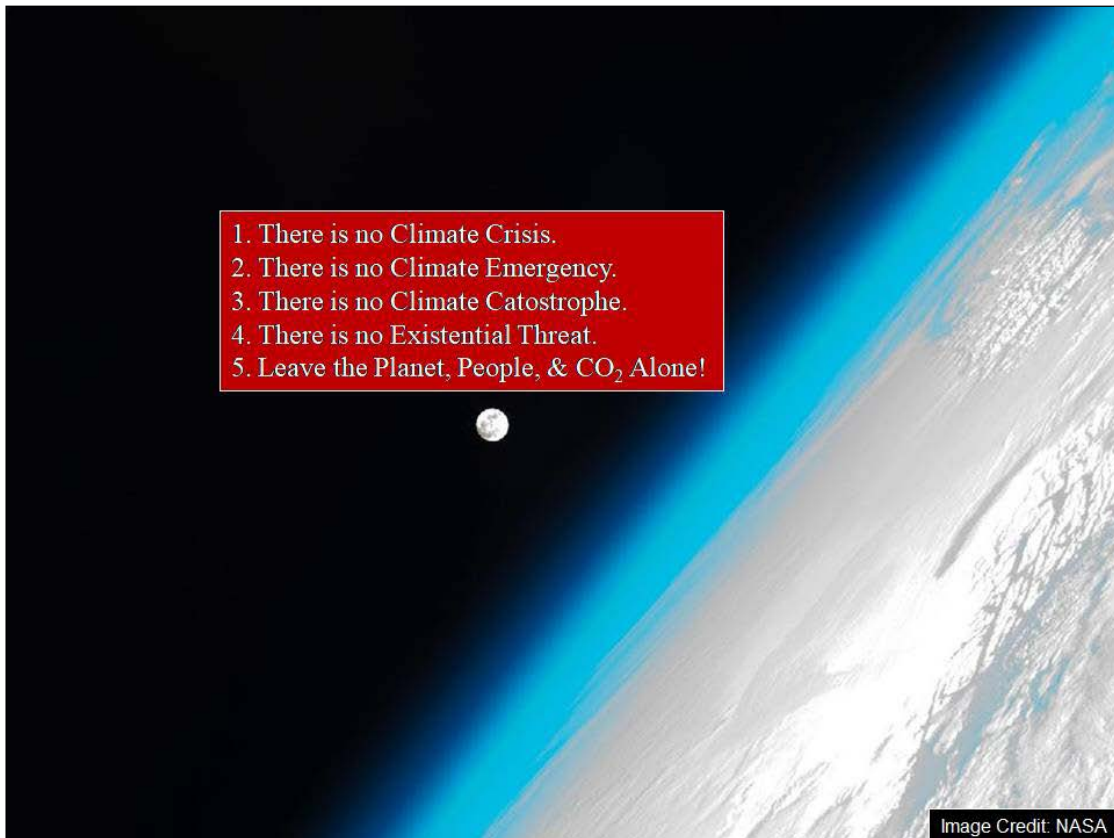 1. There is no Climate Crisis.
2. There is no Climate Emergency.
3. There is no Climate Catostrophe.
4. There is no Existential Threat.
5. Leave the Planet, People, & CO₂ Alone!
Image Credit: NASA